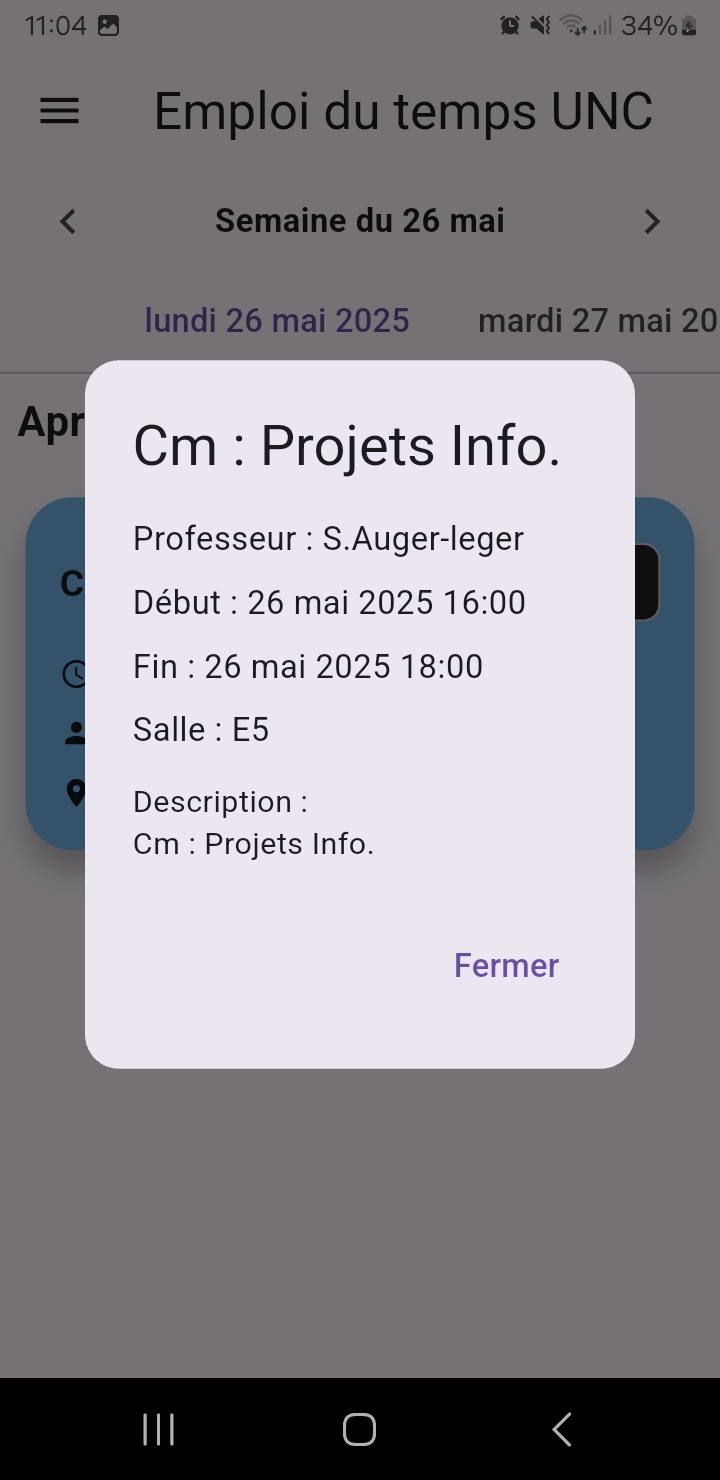 11:04
34%
Emploi du temps UNC
Semaine du 26 mai
lundi 26 mai 2025
mardi 27 mai 20
Apr
Cm : Projets Info.
Professeur : S.Auger-leger
C
Début : 26 mai 2025 16:00
Fin : 26 mai 2025 18:00
Salle : E5
Description :
Cm : Projets Info.
Fermer